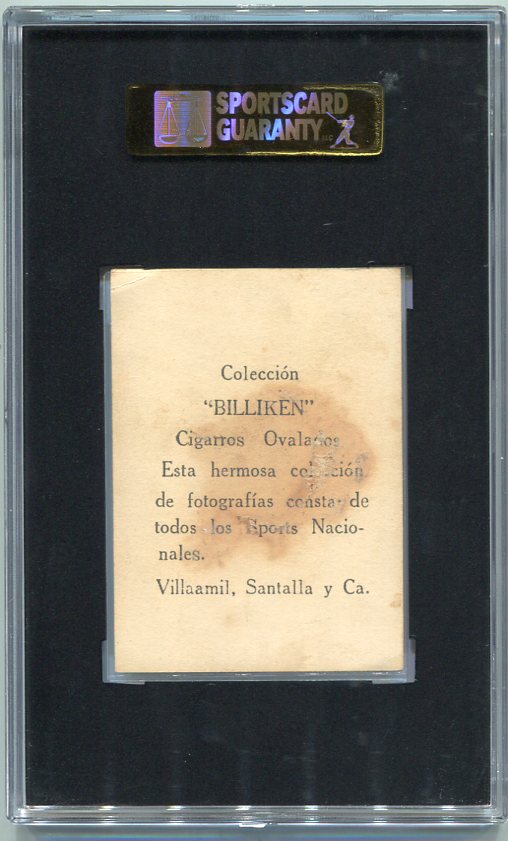 SPORTSCARD
GUARANTY LLC
Colección
"BILLIKEN"
Cigarros Ovalados
Esta hermosa colección
de fotografías consta de
todos los Sports Nacio-
nales.
Villaamil, Santalla y Ca.